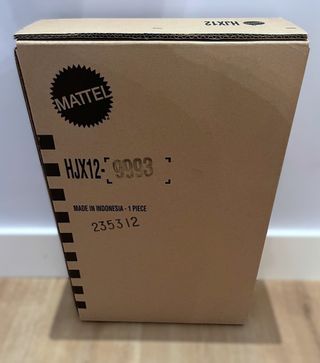 HJX12
MATTEL
HJX12-[9993]
MADE IN INDONESIA - 1 PIECE
235312